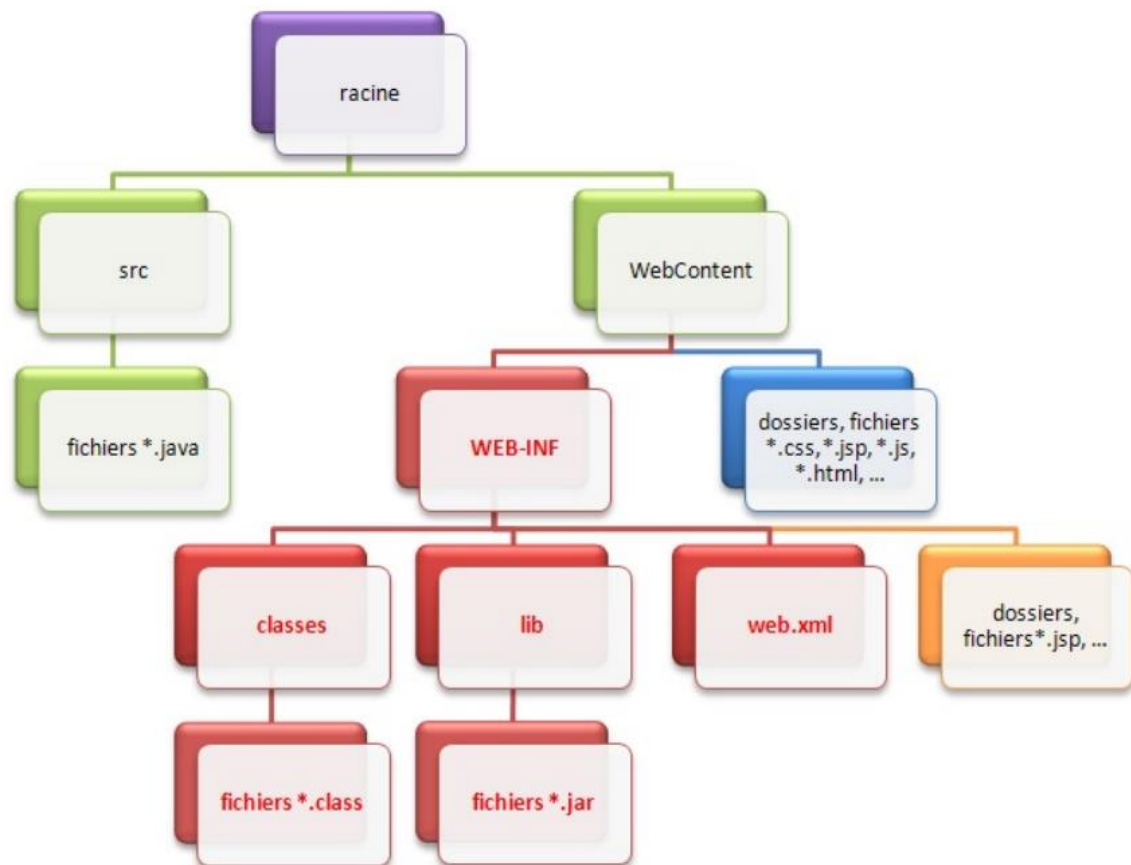 racine
src
WebContent
fichiers *.java
WEB-INF
dossiers, fichiers
*.css,*.jsp, *.js,
*.html, ...
classes
lib
web.xml
dossiers,
fichiers*.jsp, ...
fichiers *.class
fichiers *.jar